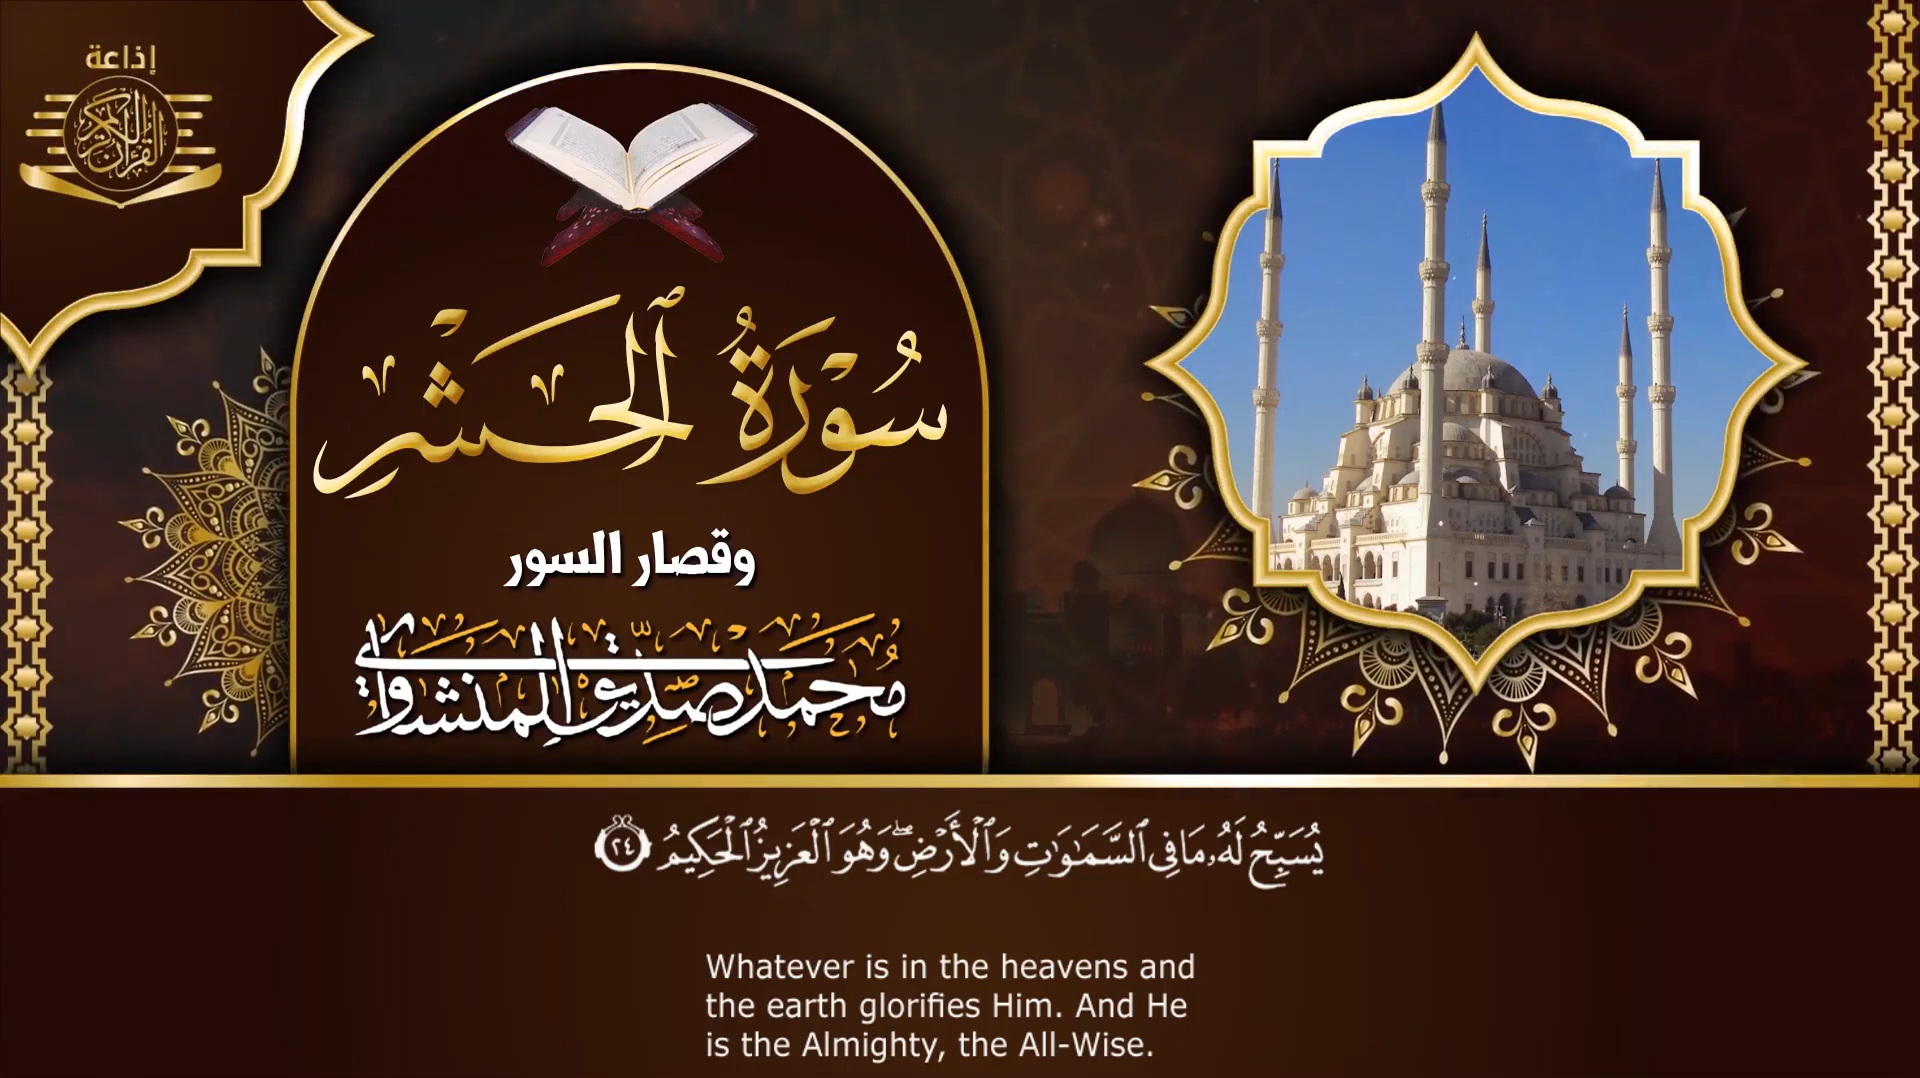 إذاعة
القرآن الكريم
سُورَةُ ٱلْحَشْرِ
وقصار السور
محمد صديق المنشاوي
يُسَبِّحُ لَهُۥ مَا فِى ٱلسَّمَٰوَٰتِ وَٱلْأَرْضِ ۖ وَهُوَ ٱلْعَزِيزُ ٱلْحَكِيمُ ٢٤
Whatever is in the heavens and
the earth glorifies Him. And He
is the Almighty, the All-Wise.